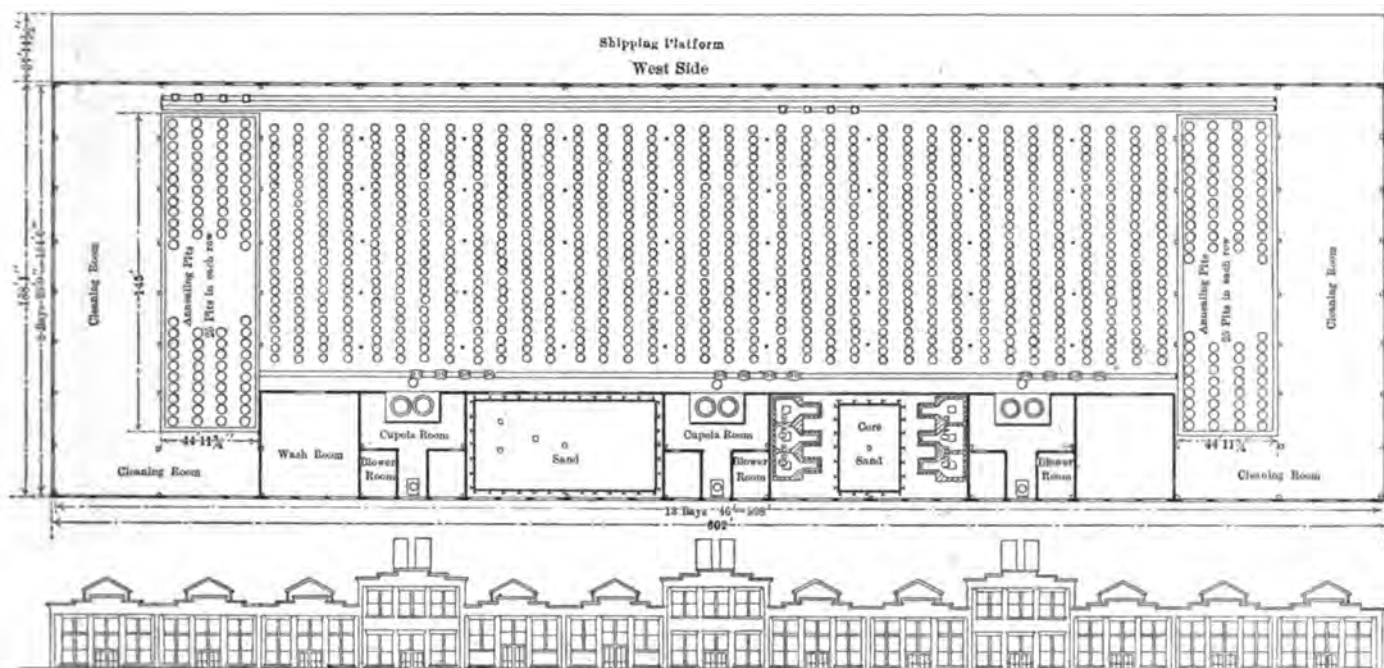 Shipping Platform
West Side
Cleaning Room
145'
Annealing Pits
25 Pits in each row
Annealing Pits
25 Pits in each row
Cleaning Room
44' 11¾"
44' 11¾
Cupola Room
Cupola Room
Core
Wash Room
Sand
Sand
Blower
Room
Blower
Room
Blower
Room
Cleaning Room
Cleaning Room
13 Bays